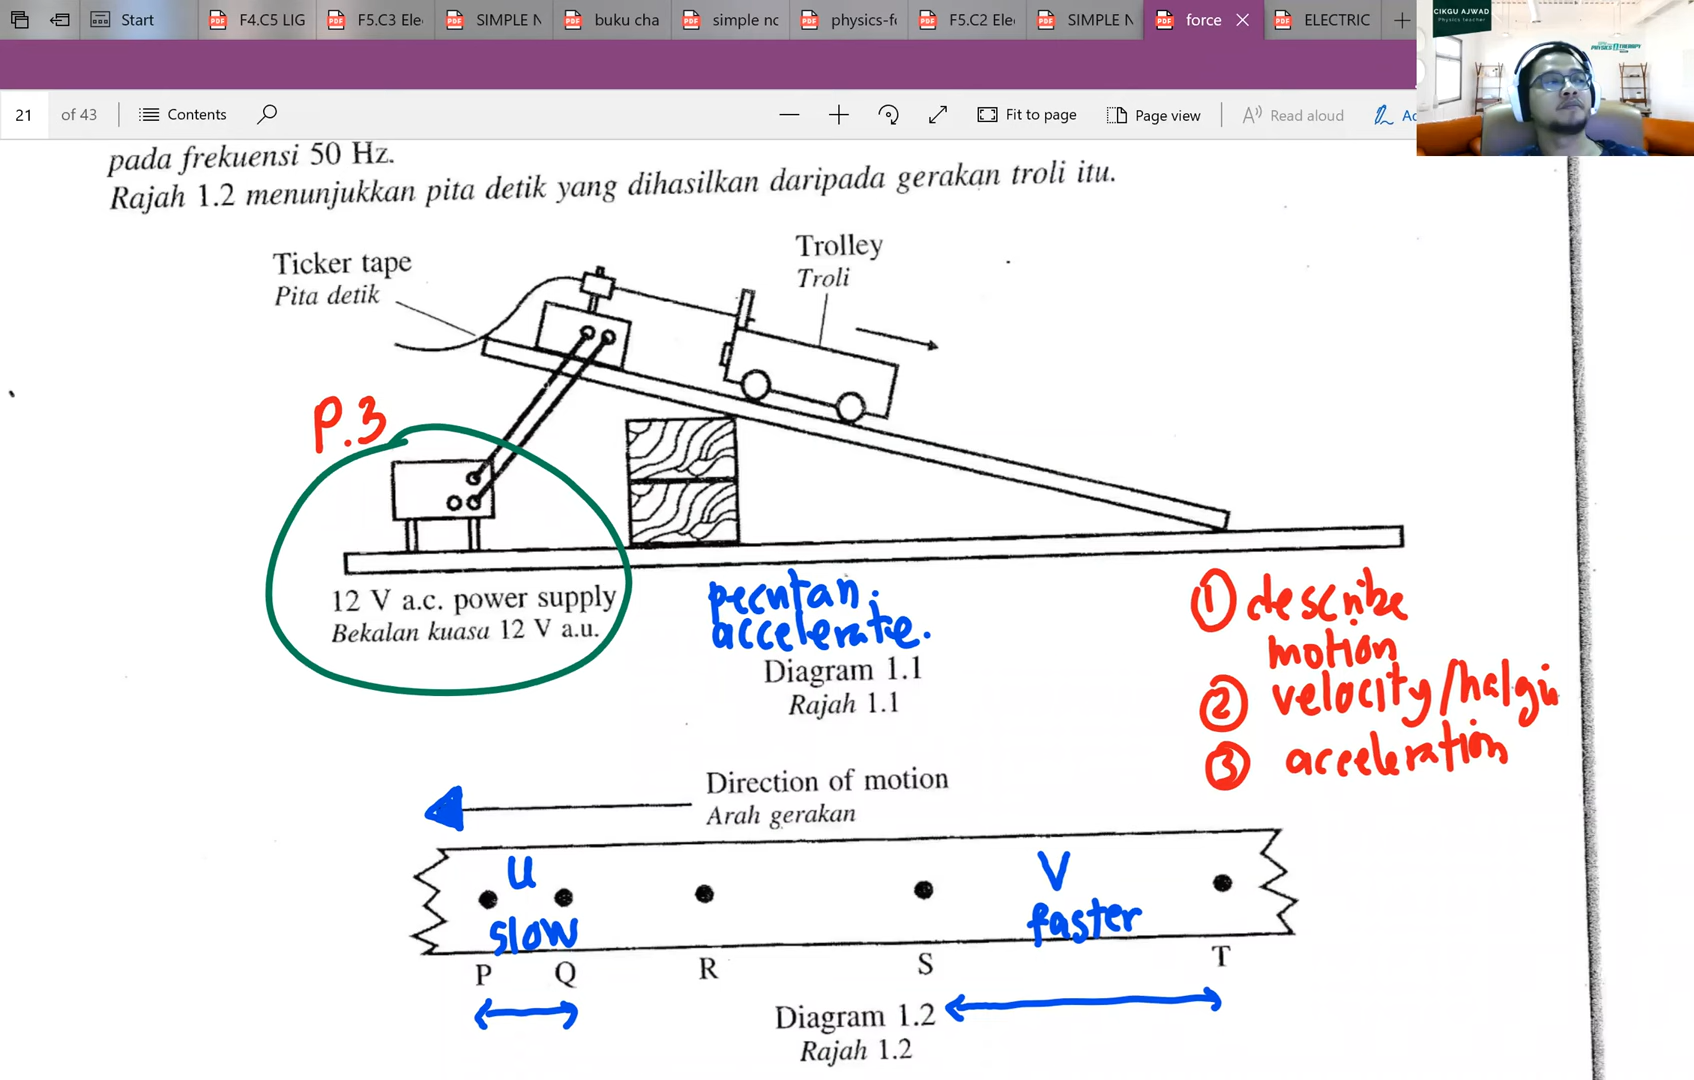 Start
F4.C5 LIG
F5.C3 Ele
SIMPLE N
buku cha
simple nc
physics-f
F5.C2 Ele
SIMPLE N
force
ELECTRIC
CIKGU AJWAD
Physics teacher
21 of 43
Contents
Fit to page
Page view
Read aloud
pada frekuensi 50 Hz.
Rajah 1.2 menunjukkan pita detik yang dihasilkan daripada gerakan troli itu.
Ticker tape
Pita detik
Trolley
Troli
P.3
12 V a.c. power supply
Bekalan kuasa 12 V a.u.
pecutan.
accelerate.
Diagram 1.1
Rajah 1.1
① describe
motion
② velocity/halaju
③ acceleration
Direction of motion
Arah gerakan
u
slow
V
faster
P Q R S T
Diagram 1.2
Rajah 1.2